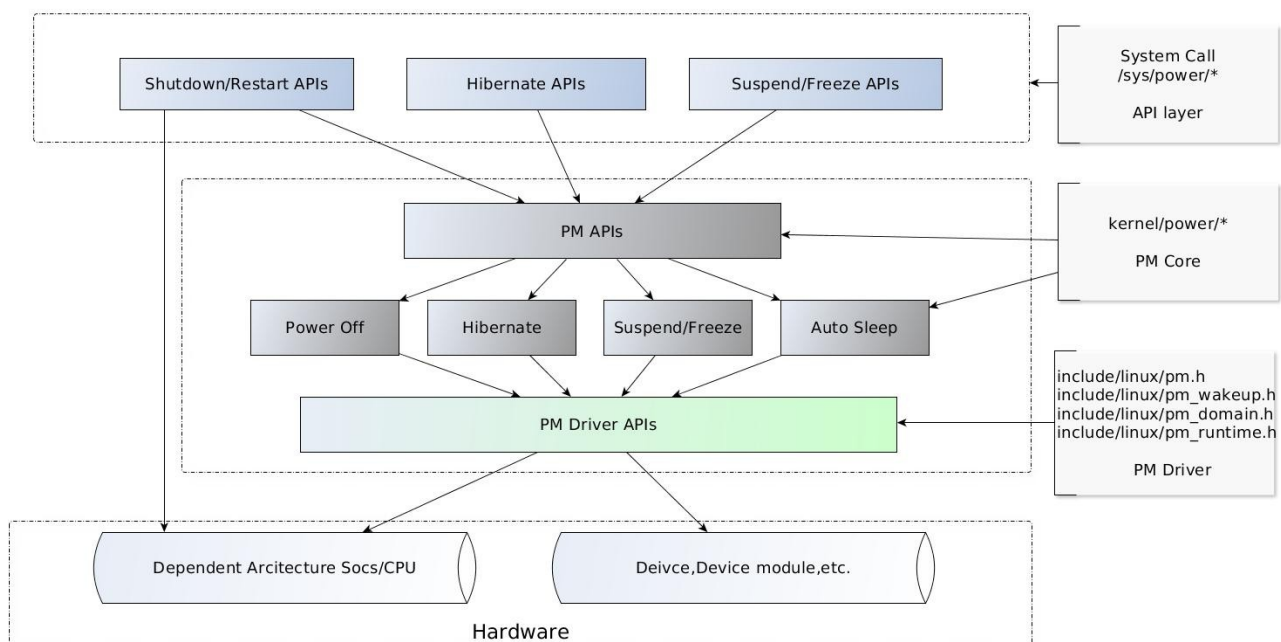 Shutdown/Restart APIs
Hibernate APIs
Suspend/Freeze APIs
System Call
/sys/power/*
API layer
PM APIs
kernel/power/*
PM Core
Power Off
Hibernate
Suspend/Freeze
Auto Sleep
include/linux/pm.h
include/linux/pm_wakeup.h
include/linux/pm_domain.h
include/linux/pm_runtime.h
PM Driver
PM Driver APIs
Dependent Arcitecture Socs/CPU
Deivce,Device module,etc.
Hardware